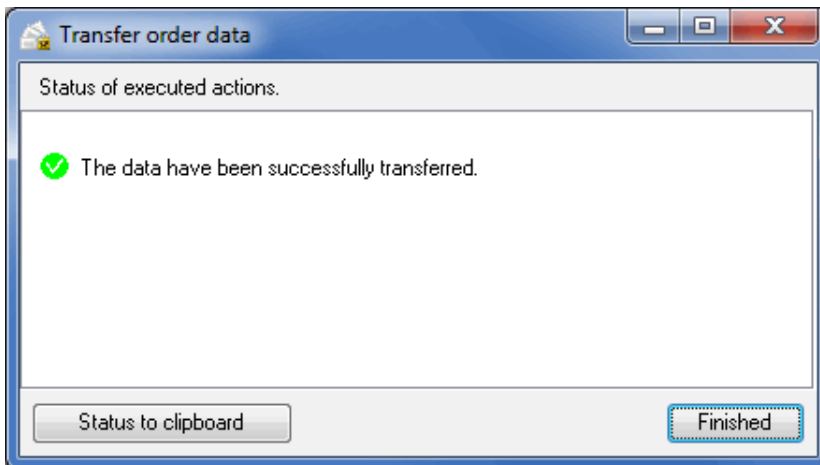 Transfer order data
Status of executed actions.
The data have been successfully transferred.
Status to clipboard
Finished